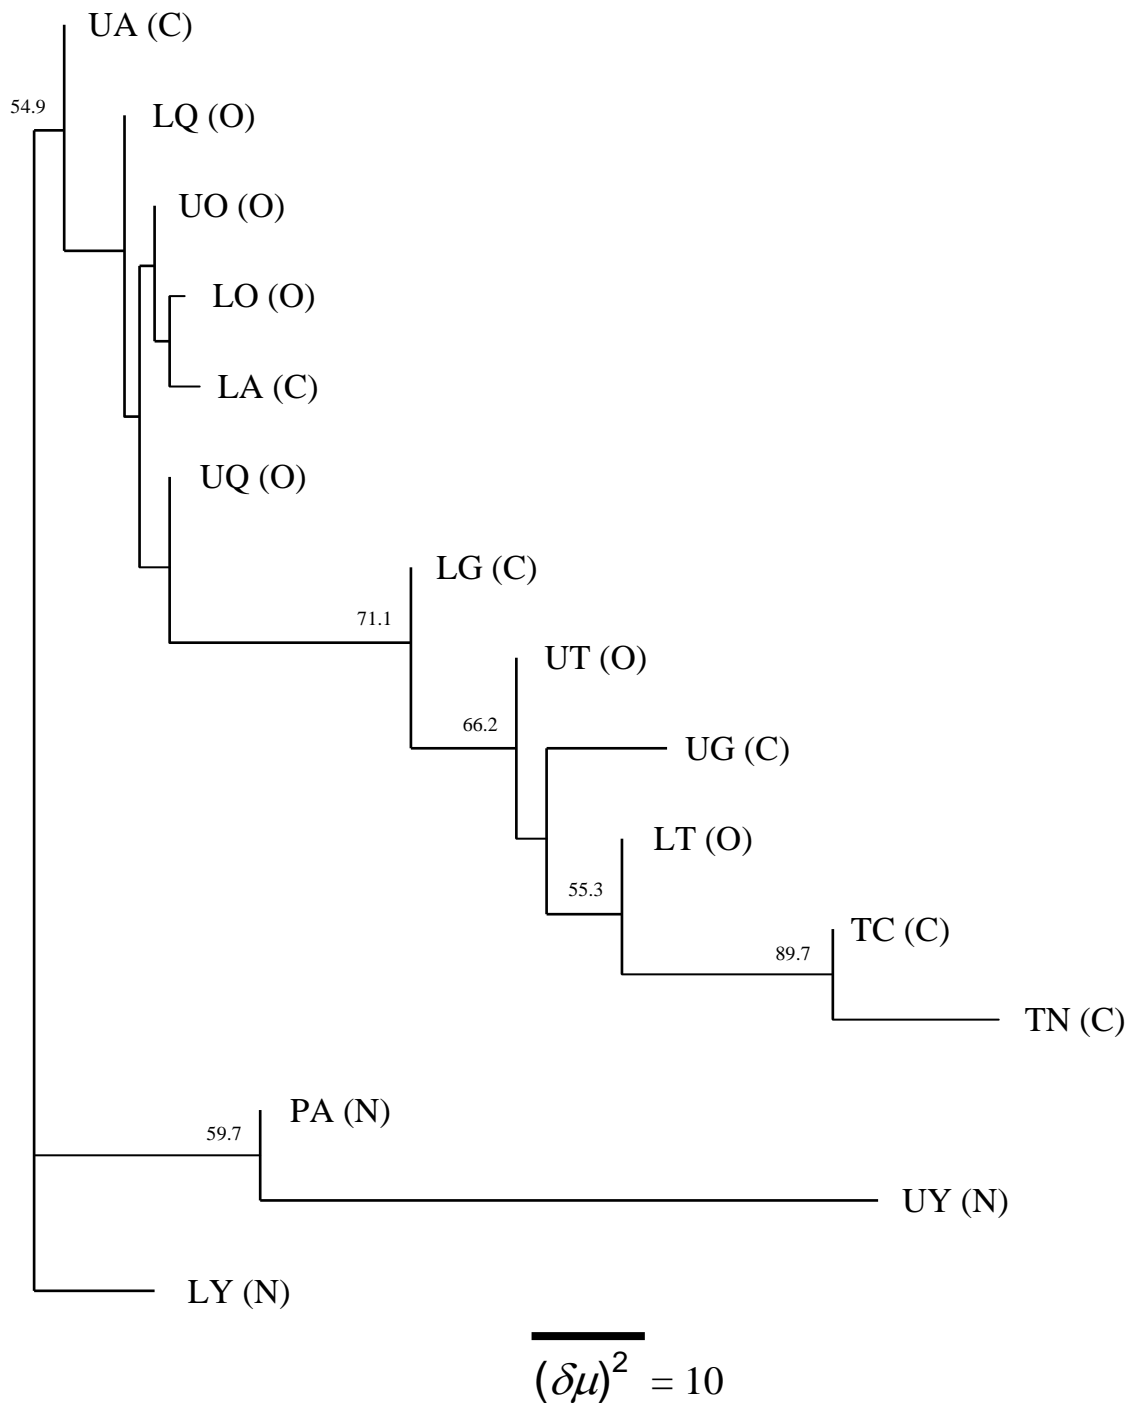 UA (C)
54.9
LQ (O)
UO (O)
LO (O)
LA (C)
UQ (O)
LG (C)
71.1
UT (O)
66.2
UG (C)
LT (O)
55.3
TC (C)
89.7
TN (C)
PA (N)
59.7
UY (N)
LY (N)
(δμ)² = 10